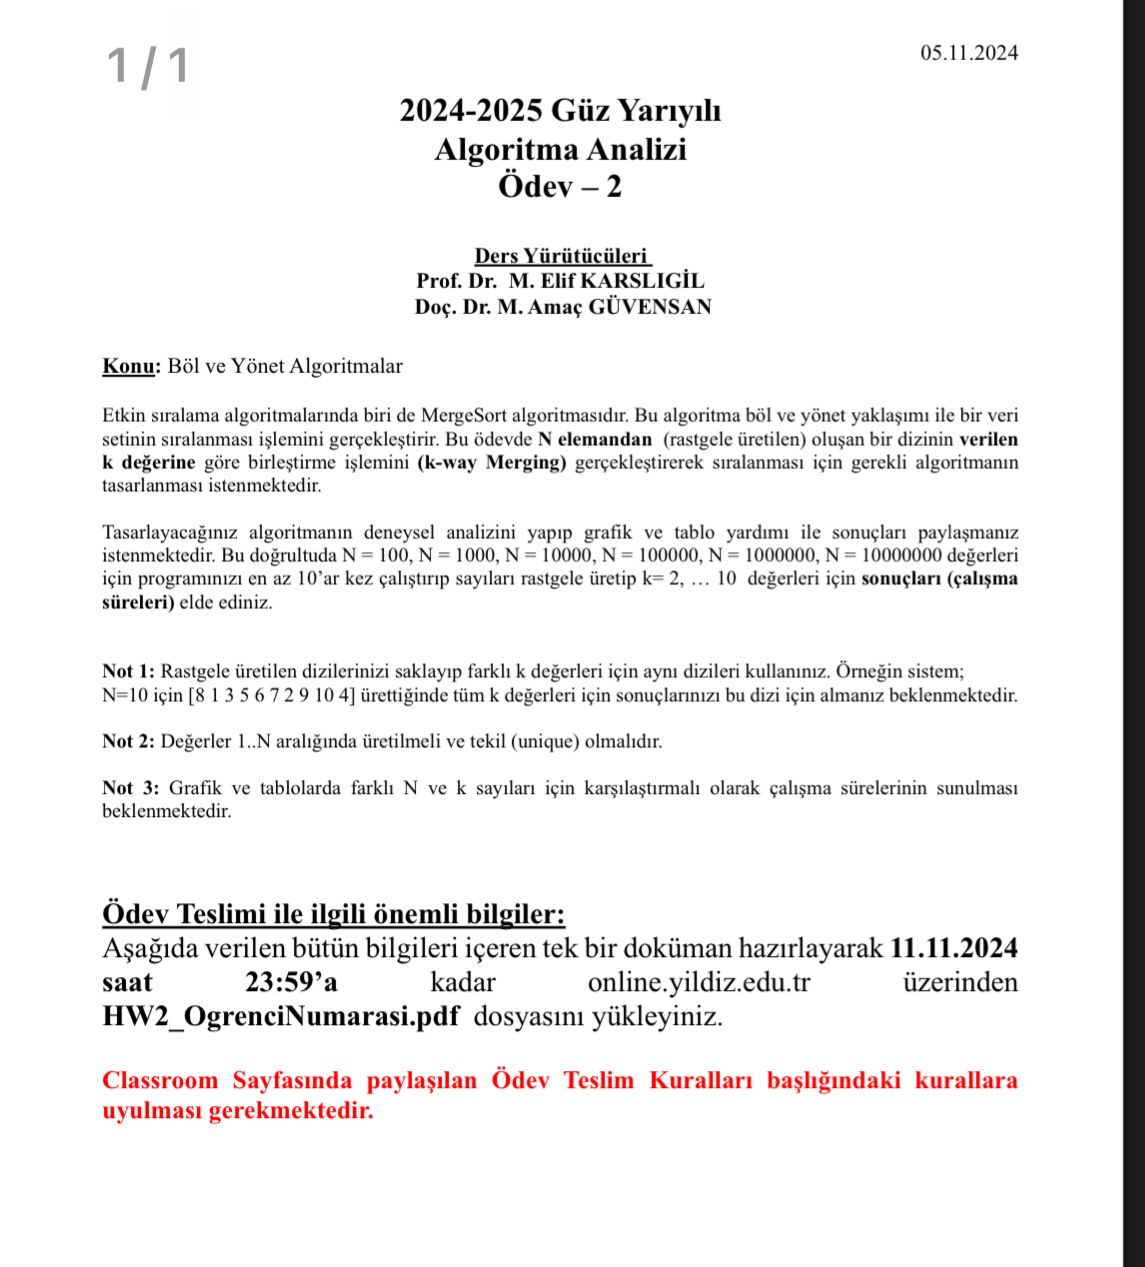 1/1
05.11.2024
2024-2025 Güz Yarıyılı
Algoritma Analizi
Ödev – 2
Ders Yürütücüleri
Prof. Dr. M. Elif KARSLIGİL
Doç. Dr. M. Amaç GÜVENSAN
Konu: Böl ve Yönet Algoritmalar
Etkin sıralama algoritmalarında biri de MergeSort algoritmasıdır. Bu algoritma böl ve yönet yaklaşımı ile bir veri
setinin sıralanması işlemini gerçekleştirir. Bu ödevde N elemandan (rastgele üretilen) oluşan bir dizinin verilen
k değerine göre birleştirme işlemini (k-way Merging) gerçekleştirerek sıralanması için gerekli algoritmanın
tasarlanması istenmektedir.
Tasarlayacağınız algoritmanın deneysel analizini yapıp grafik ve tablo yardımı ile sonuçları paylaşmanız
istenmektedir. Bu doğrultuda N = 100, N = 1000, N = 10000, N = 100000, N = 1000000, N = 10000000 değerleri
için programınızı en az 10’ar kez çalıştırıp sayıları rastgele üretip k= 2, … 10 değerleri için sonuçları (çalışma
süreleri) elde ediniz.
Not 1: Rastgele üretilen dizilerinizi saklayıp farklı k değerleri için aynı dizileri kullanınız. Örneğin sistem;
N=10 için [8 1 3 5 6 7 2 9 10 4] ürettiğinde tüm k değerleri için sonuçlarınızı bu dizi için almanız beklenmektedir.
Not 2: Değerler 1..N aralığında üretilmeli ve tekil (unique) olmalıdır.
Not 3: Grafik ve tablolarda farklı N ve k sayıları için karşılaştırmalı olarak çalışma sürelerinin sunulması
beklenmektedir.
Ödev Teslimi ile ilgili önemli bilgiler:
Aşağıda verilen bütün bilgileri içeren tek bir doküman hazırlayarak 11.11.2024
saat 23:59’a kadar online.yildiz.edu.tr üzerinden
HW2_OgrenciNumarasi.pdf dosyasını yükleyiniz.
Classroom Sayfasında paylaşılan Ödev Teslim Kuralları başlığındaki kurallara
uyulması gerekmektedir.